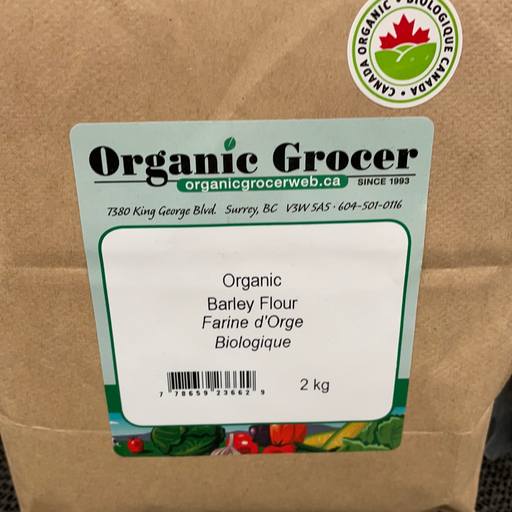 CANADA ORGANIC • BIOLOGIQUE CANADA •
Organic Grocer
organicgrocerweb.ca SINCE 1993
7380 King George Blvd. Surrey, BC V3W 5A5 · 604-501-0116
Organic
Barley Flour
Farine d'Orge
Biologique
7 78659 23662 9
2 kg